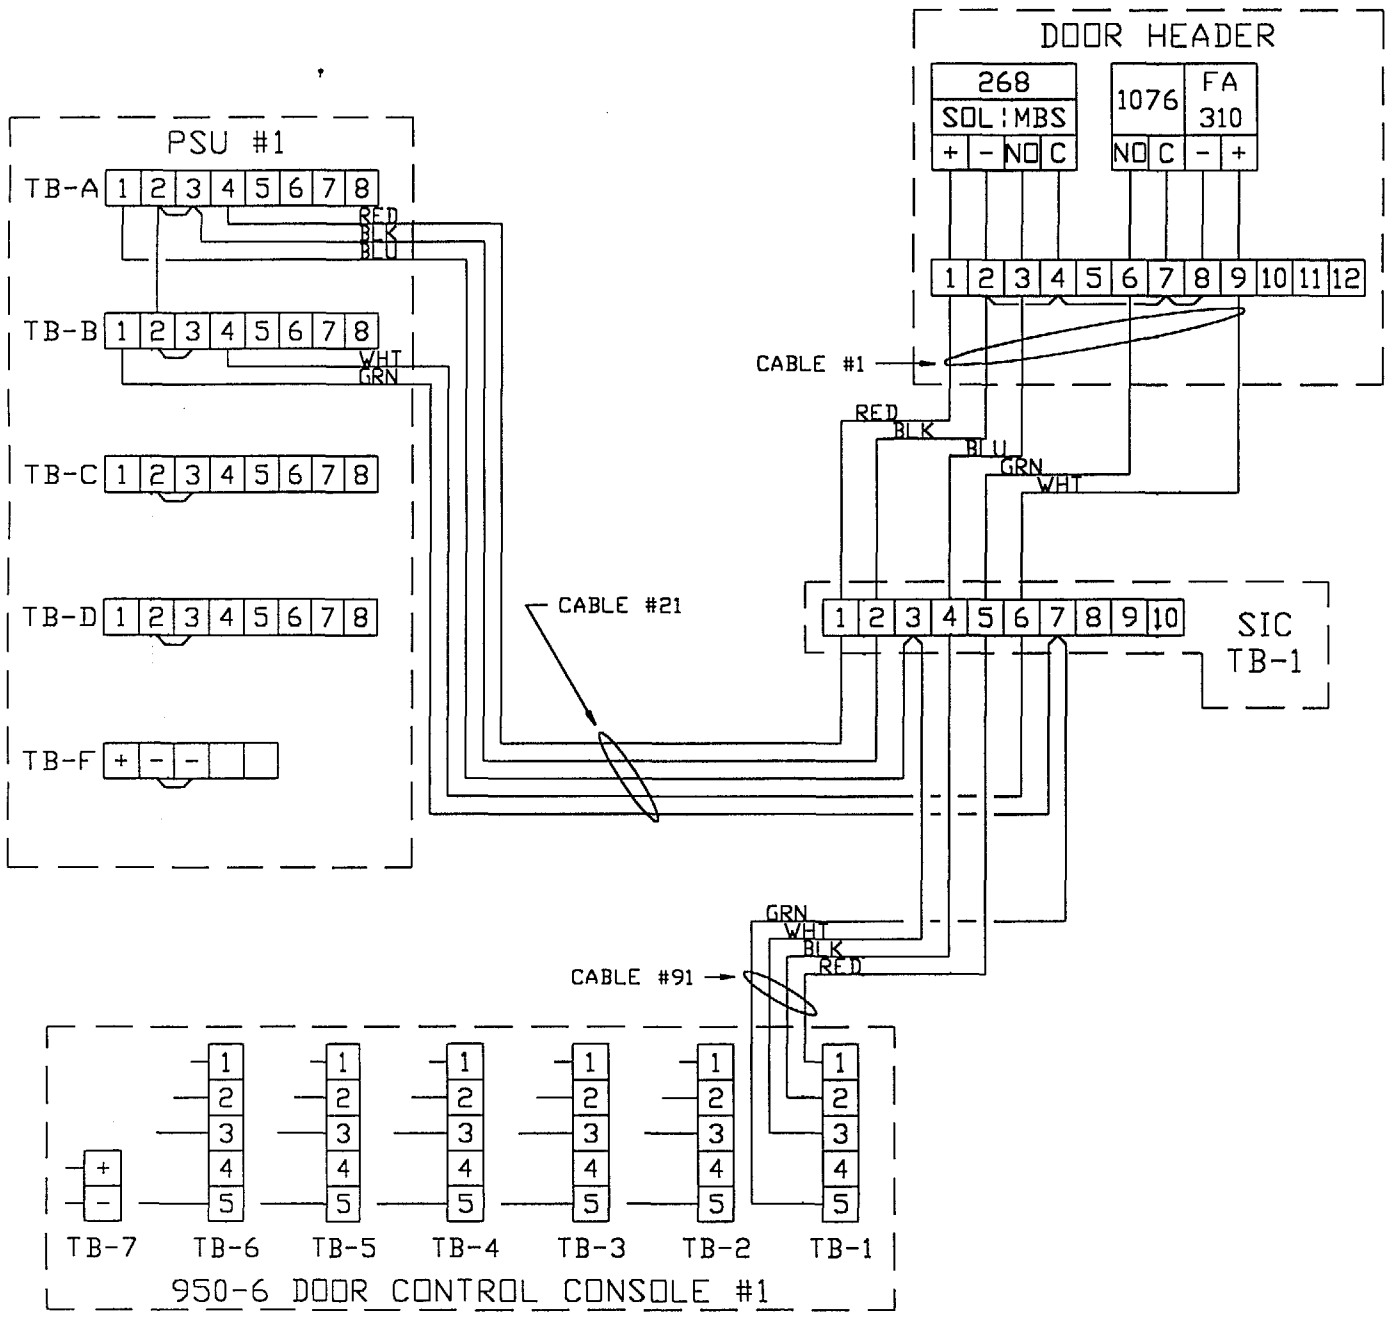 DOOR HEADER
268
SOL MBS
+ - NO C
1076
FA
310
NO C - +
1 2 3 4 5 6 7 8 9 10 11 12
CABLE #1
RED
BLK
BLU
GRN
WHT
PSU #1
TB-A 1 2 3 4 5 6 7 8
RED
BLK
BLU
TB-B 1 2 3 4 5 6 7 8
WHT
GRN
TB-C 1 2 3 4 5 6 7 8
TB-D 1 2 3 4 5 6 7 8
TB-F + - -
CABLE #21
1 2 3 4 5 6 7 8 9 10
SIC
TB-1
GRN
WHT
BLK
RED
CABLE #91
1 1 1 1 1 1
2 2 2 2 2 2
3 3 3 3 3 3
+ 4 4 4 4 4 4
- 5 5 5 5 5 5
TB-7 TB-6 TB-5 TB-4 TB-3 TB-2 TB-1
950-6 DOOR CONTROL CONSOLE #1